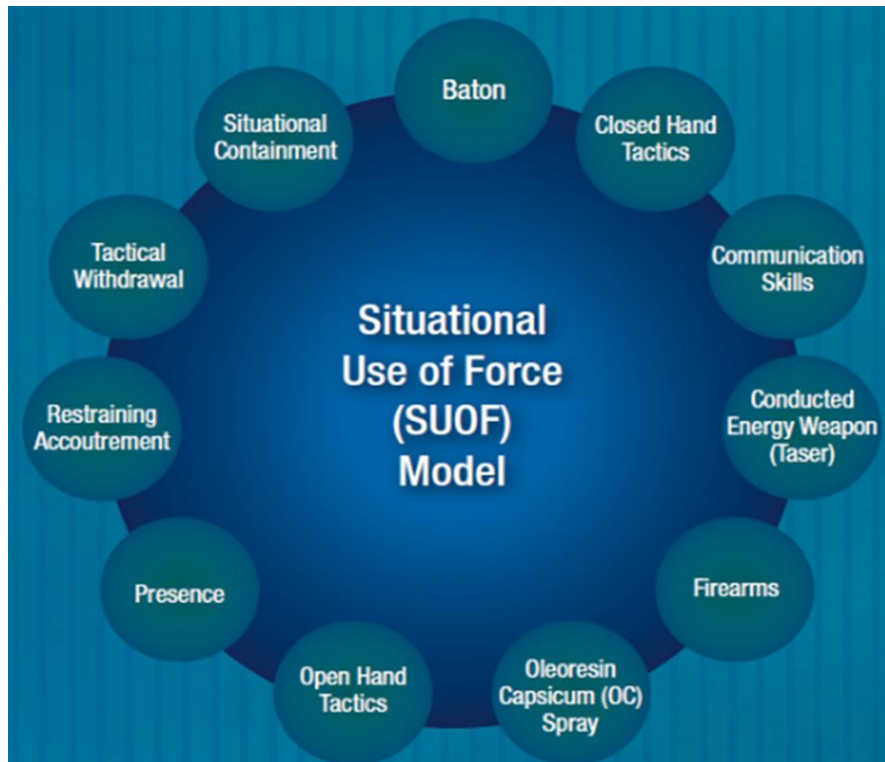 Baton
Situational
Containment
Closed Hand
Tactics
Tactical
Withdrawal
Communication
Skills
Situational
Use of Force
(SUOF)
Model
Restraining
Accoutrement
Conducted
Energy Weapon
(Taser)
Presence
Firearms
Open Hand
Tactics
Oleoresin
Capsicum (OC)
Spray